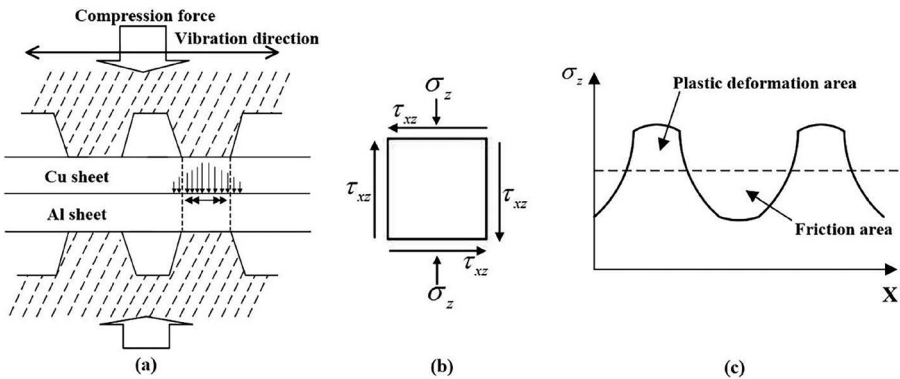 Compression force
Vibration direction
Cu sheet
Al sheet
(a)
σz
τxz
τxz
τxz
τxz
σz
(b)
σz
Plastic deformation area
Friction area
X
(c)